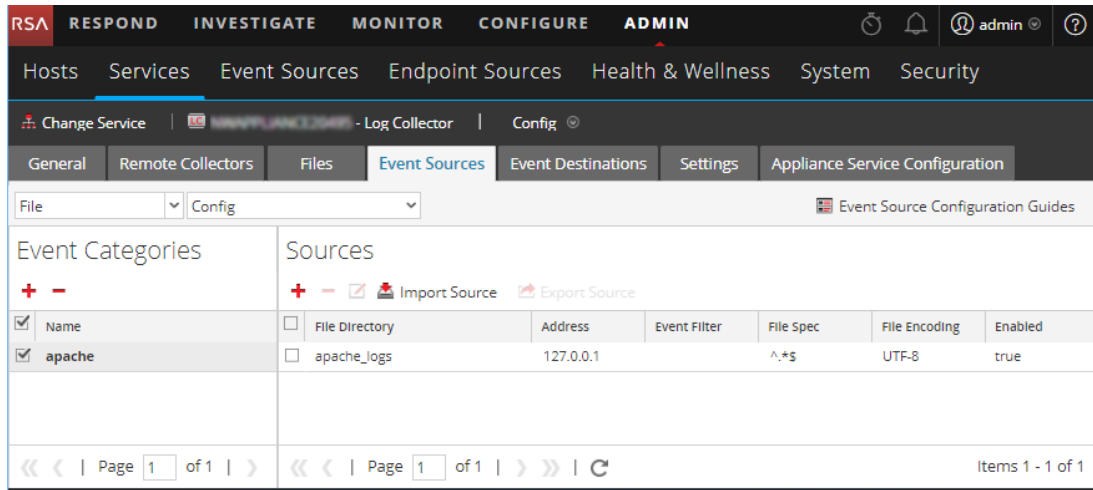 RSA RESPOND INVESTIGATE MONITOR CONFIGURE ADMIN admin ?
Hosts Services Event Sources Endpoint Sources Health & Wellness System Security
Change Service | LC - Log Collector | Config
General Remote Collectors Files Event Sources Event Destinations Settings Appliance Service Configuration
File Config Event Source Configuration Guides
Event Categories Sources
+ − + − Import Source Export Source
Name File Directory Address Event Filter File Spec File Encoding Enabled
apache apache_logs 127.0.0.1 ^.*$ UTF-8 true
| Page 1 of 1 | | Page 1 of 1 | | Items 1 - 1 of 1